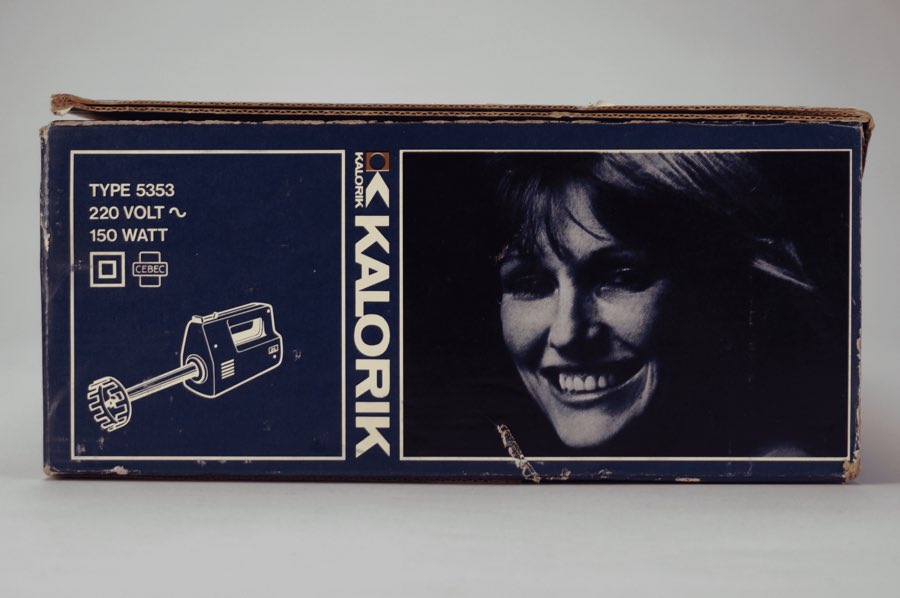 TYPE 5353
220 VOLT ~
150 WATT
CEBEC
KALORIK
KALORIK